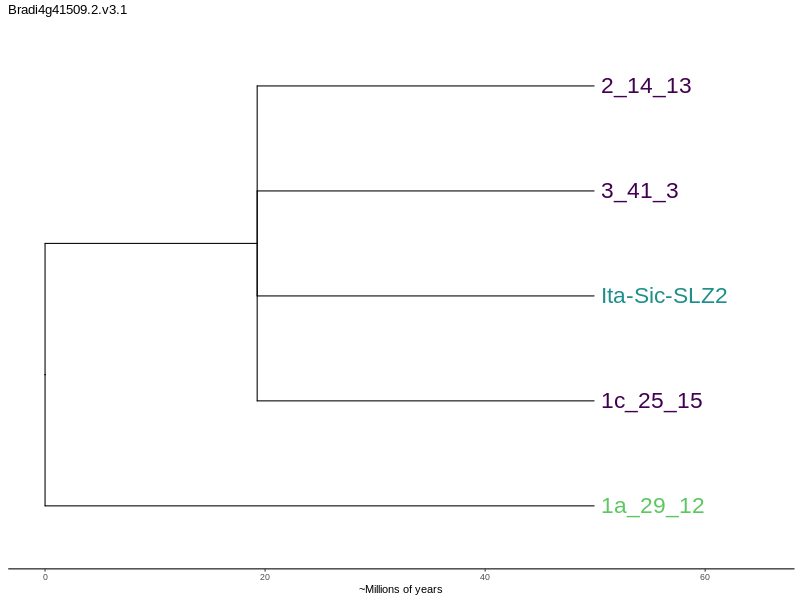 Bradi4g41509.2.v3.1
2_14_13
3_41_3
Ita-Sic-SLZ2
1c_25_15
1a_29_12
0 20 40 60
~Millions of years